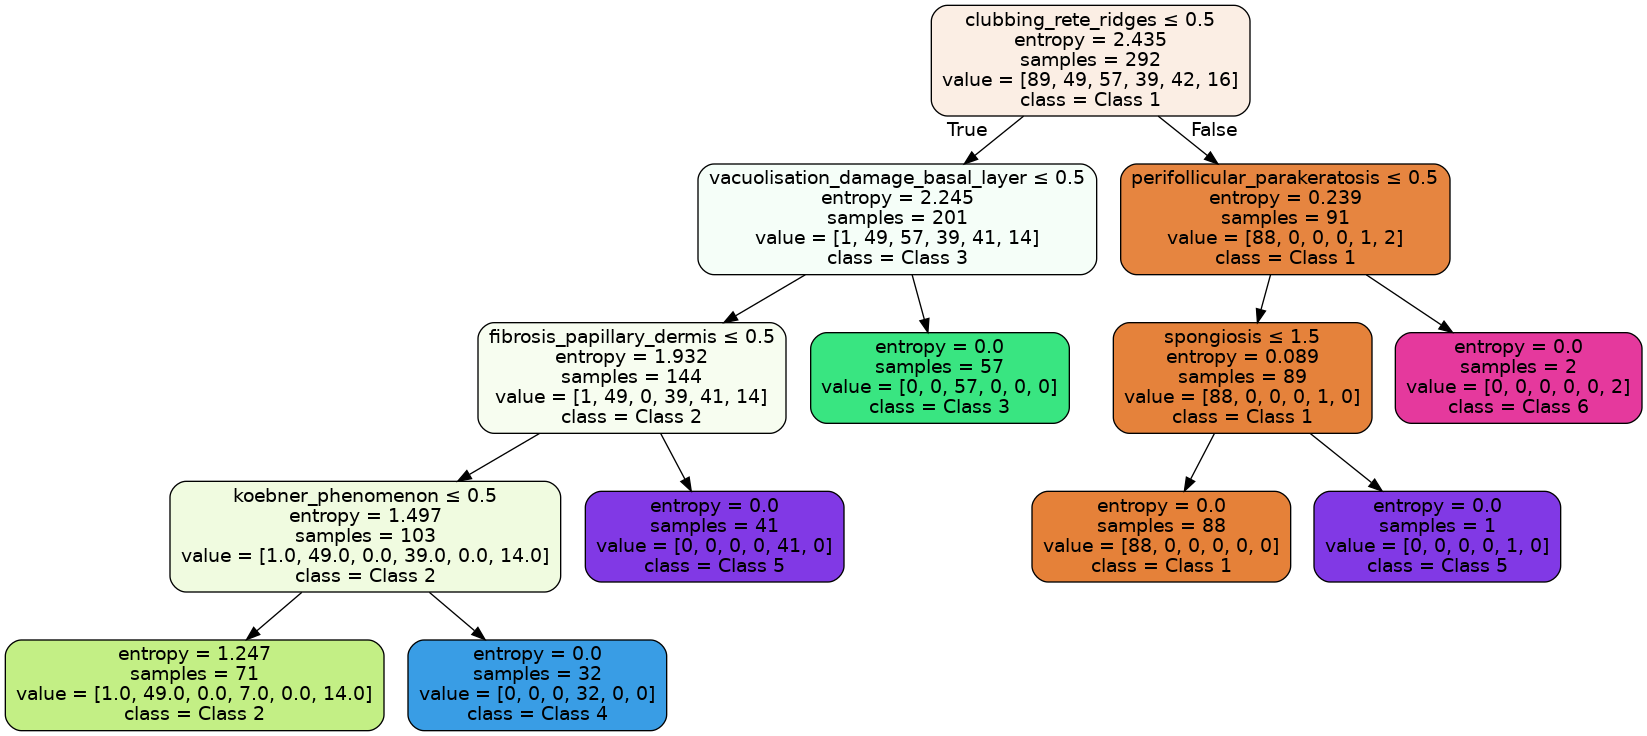 clubbing_rete_ridges ≤ 0.5
entropy = 2.435
samples = 292
value = [89, 49, 57, 39, 42, 16]
class = Class 1
True
False
vacuolisation_damage_basal_layer ≤ 0.5
entropy = 2.245
samples = 201
value = [1, 49, 57, 39, 41, 14]
class = Class 3
perifollicular_parakeratosis ≤ 0.5
entropy = 0.239
samples = 91
value = [88, 0, 0, 0, 1, 2]
class = Class 1
fibrosis_papillary_dermis ≤ 0.5
entropy = 1.932
samples = 144
value = [1, 49, 0, 39, 41, 14]
class = Class 2
entropy = 0.0
samples = 57
value = [0, 0, 57, 0, 0, 0]
class = Class 3
spongiosis ≤ 1.5
entropy = 0.089
samples = 89
value = [88, 0, 0, 0, 1, 0]
class = Class 1
entropy = 0.0
samples = 2
value = [0, 0, 0, 0, 0, 2]
class = Class 6
koebner_phenomenon ≤ 0.5
entropy = 1.497
samples = 103
value = [1.0, 49.0, 0.0, 39.0, 0.0, 14.0]
class = Class 2
entropy = 0.0
samples = 41
value = [0, 0, 0, 0, 41, 0]
class = Class 5
entropy = 0.0
samples = 88
value = [88, 0, 0, 0, 0, 0]
class = Class 1
entropy = 0.0
samples = 1
value = [0, 0, 0, 0, 1, 0]
class = Class 5
entropy = 1.247
samples = 71
value = [1.0, 49.0, 0.0, 7.0, 0.0, 14.0]
class = Class 2
entropy = 0.0
samples = 32
value = [0, 0, 0, 32, 0, 0]
class = Class 4